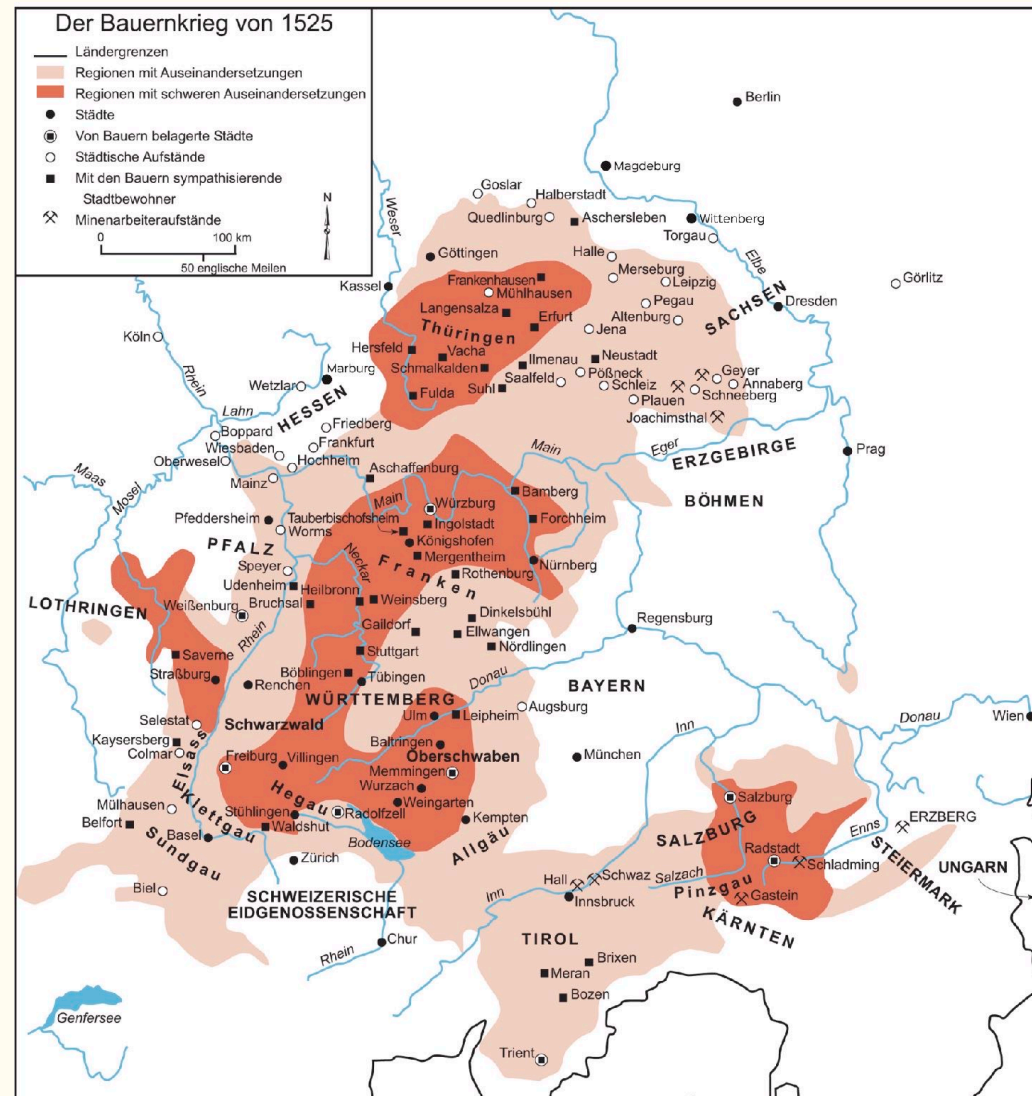 Der Bauernkrieg von 1525
Ländergrenzen
Regionen mit Auseinandersetzungen
Regionen mit schweren Auseinandersetzungen
Städte
Von Bauern belagerte Städte
Städtische Aufstände
Mit den Bauern sympathisierende
Stadtbewohner
Minenarbeiteraufstände
N
0 100 km
50 englische Meilen
Berlin
Magdeburg
Goslar
Halberstadt
Quedlinburg
Aschersleben
Wittenberg
Torgau
Weser
Göttingen
Halle
Elbe
Kassel
Frankenhausen
Mühlhausen
Merseburg
Leipzig
Görlitz
Langensalza
Pegau
SACHSEN
Dresden
Thüringen
Erfurt
Altenburg
Jena
Köln
Hersfeld
Vacha
Ilmenau
Neustadt
Marburg
Schmalkalden
Pößneck
Geyer
Rhein
Wetzlar
Saalfeld
Schleiz
Annaberg
Schneeberg
Fulda
Suhl
Plauen
Lahn
HESSEN
Joachimsthal
Friedberg
Boppard
Frankfurt
Wiesbaden
Main
Eger
ERZGEBIRGE
Oberwesel
Hochheim
Aschaffenburg
Prag
Maas
Mosel
Mainz
Main
Bamberg
BÖHMEN
Würzburg
Pfeddersheim
Tauberbischofsheim
Ingolstadt
Forchheim
Worms
Königshofen
PFALZ
Neckar
Mergentheim
Nürnberg
Franken
Speyer
Rothenburg
Udenheim
Heilbronn
Weinsberg
LOTHRINGEN
Weißenburg
Bruchsal
Dinkelsbühl
Gaildorf
Ellwangen
Regensburg
Rhein
Nördlingen
Saverne
Stuttgart
Straßburg
Böblingen
Tübingen
Donau
Renchen
BAYERN
WÜRTTEMBERG
Selestat
Schwarzwald
Ulm
Leipheim
Augsburg
Inn
Donau
Wien
Kaysersberg
Baltringen
Colmar
Elsass
Freiburg
Villingen
Oberschwaben
München
Memmingen
Wurzach
Mülhausen
Klettgau
Stühlingen
Hegau
Radolfzell
Weingarten
Salzburg
Belfort
Waldshut
Kempten
SALZBURG
Enns
ERZBERG
Sundgau
Basel
Bodensee
Allgäu
Radstadt
Schladming
STEIERMARK
Zürich
UNGARN
Biel
Hall
Schwaz
Salzach
Pinzgau
Gastein
SCHWEIZERISCHE
EIDGENOSSENSCHAFT
Inn
Innsbruck
KÄRNTEN
Chur
TIROL
Rhein
Brixen
Meran
Bozen
Genfersee
Trient